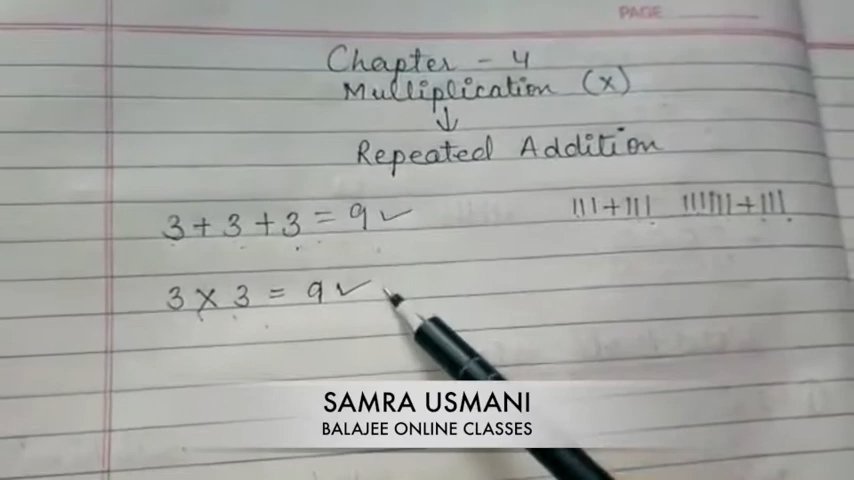 PAGE
Chapter - 4
Multiplication (x)
↓
Repeated Addition
3 + 3 + 3 = 9 ✓ ||| + ||| |||||| + |||
3 x 3 = 9 ✓
SAMRA USMANI
BALAJEE ONLINE CLASSES